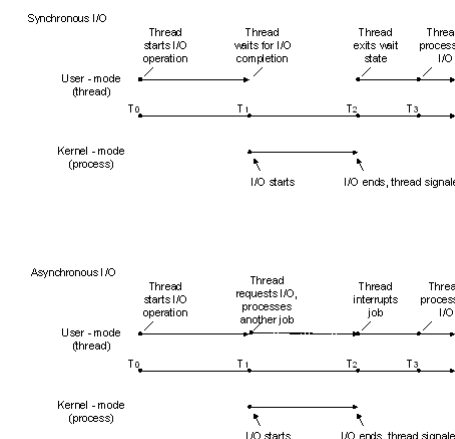 Synchronous I/O
Thread
starts I/O
operation
Thread
waits for I/O
completion
Thread
exits wait
state
I/O
User - mode
(thread)
T0
T1
T2
T3
Kernel - mode
(process)
I/O starts
I/O ends, thread
Asynchronous I/O
Thread
starts I/O
operation
Thread
requests I/O,
processes
another job
Thread
interrupts
job
I/O
User - mode
(thread)
T0
T1
T2
T3
Kernel - mode
(process)
I/O starts
I/O ends, thread